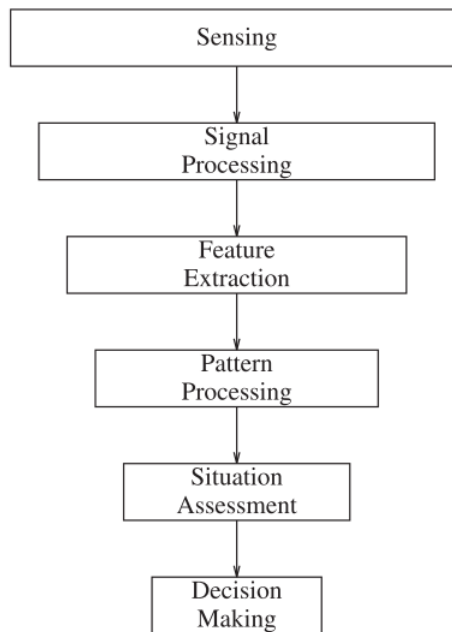 Sensing
Signal
Processing
Feature
Extraction
Pattern
Processing
Situation
Assessment
Decision
Making